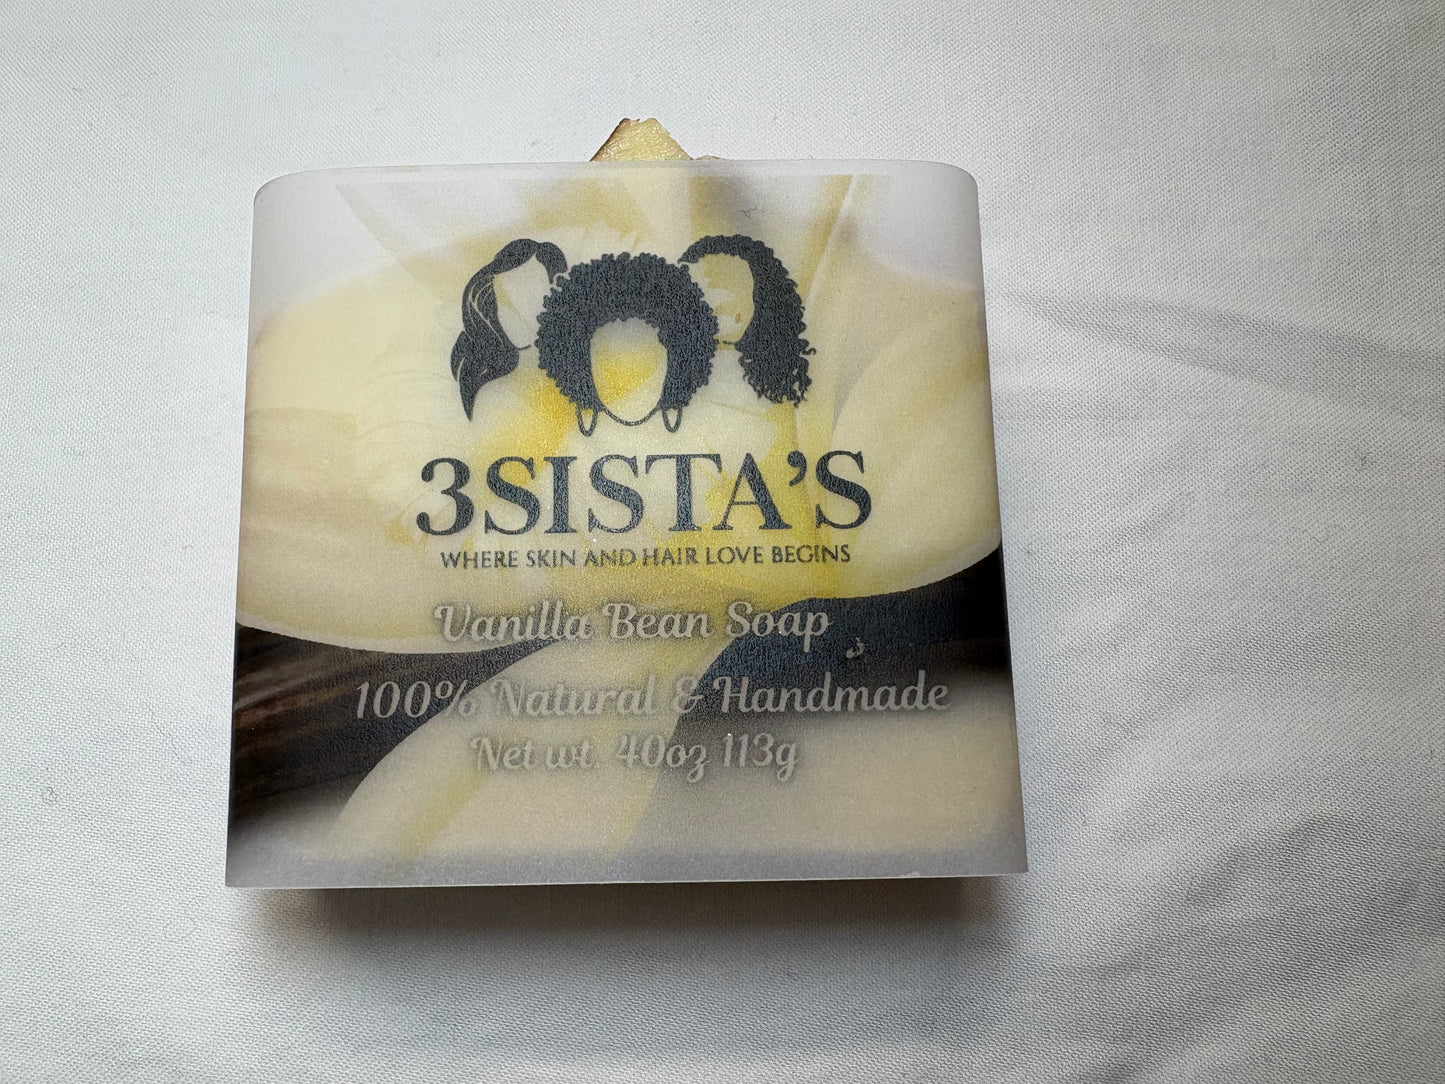 3SISTA'S
WHERE SKIN AND HAIR LOVE BEGINS
Vanilla Bean Soap
100% Natural & Handmade
Net wt. 40oz 113g